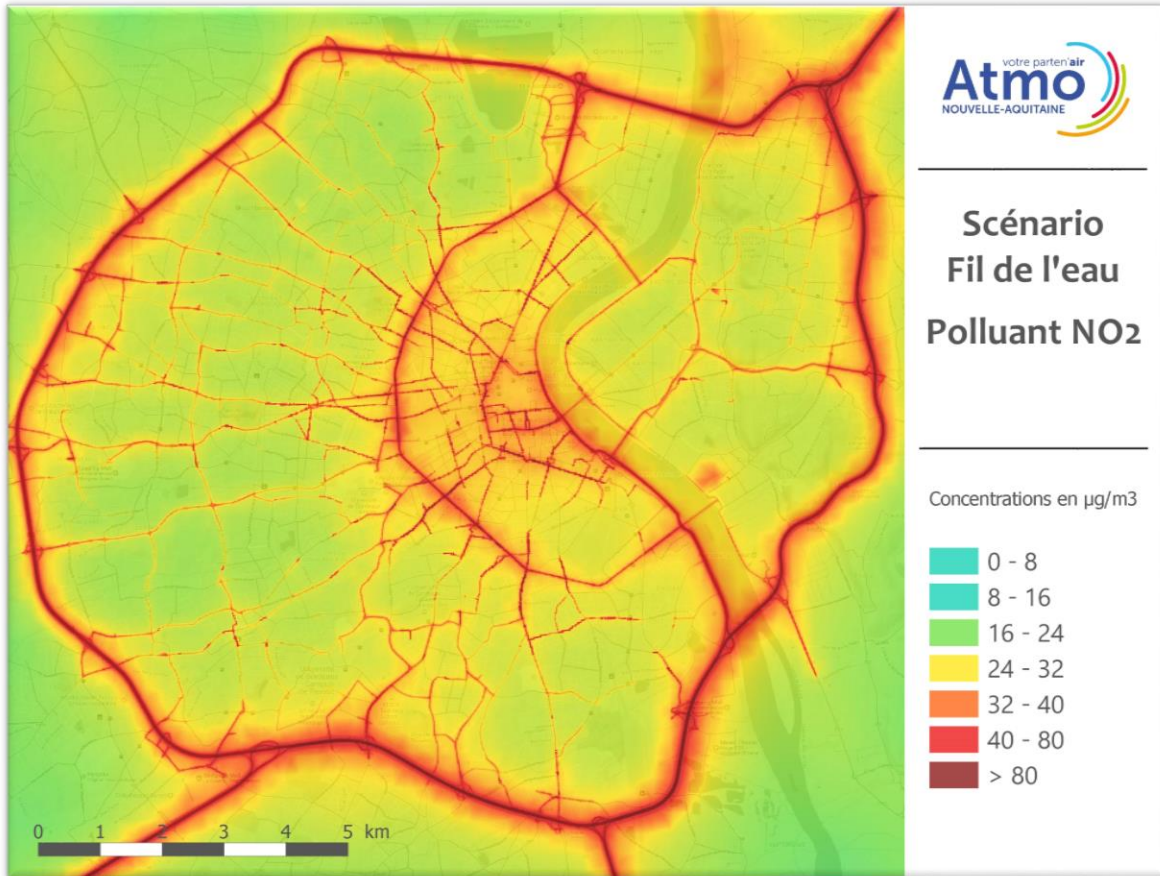 votre parten'air
Atmo
NOUVELLE-AQUITAINE
Scénario
Fil de l'eau
Polluant NO2
Concentrations en µg/m3
0 - 8
8 - 16
16 - 24
24 - 32
32 - 40
40 - 80
> 80
0 1 2 3 4 5 km